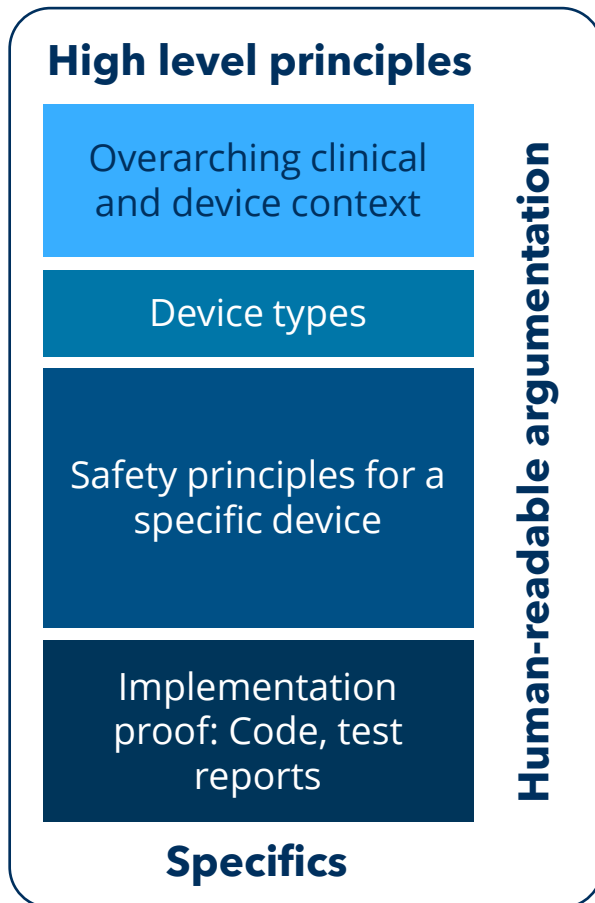 High level principles
Overarching clinical
and device context
Device types
Safety principles for a
specific device
Implementation
proof: Code, test
reports
Specifics
Human-readable argumentation